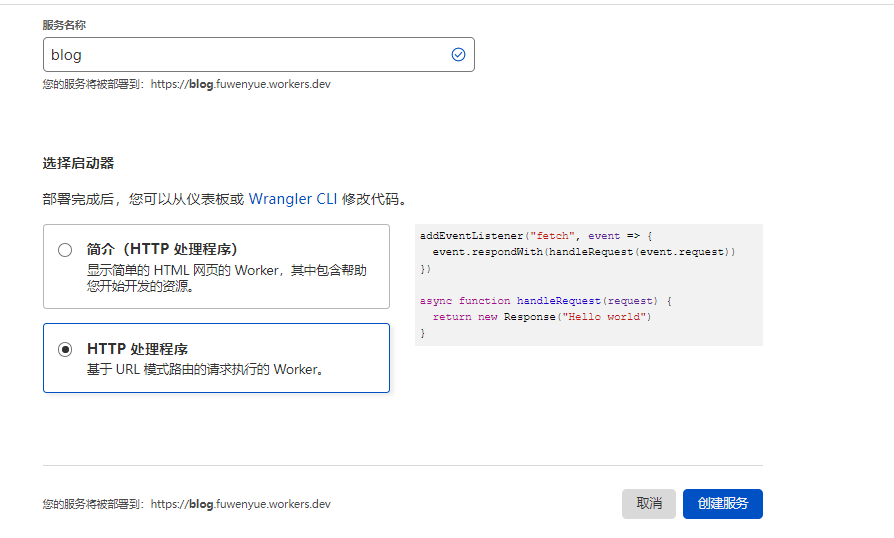 服务名称
blog
您的服务将被部署到：https://blog.fuwenyue.workers.dev
选择启动器
部署完成后，您可以从仪表板或 Wrangler CLI 修改代码。
简介（HTTP 处理程序）
显示简单的 HTML 网页的 Worker，其中包含帮助
您开始开发的资源。
HTTP 处理程序
基于 URL 模式路由的请求执行的 Worker。
addEventListener("fetch", event => {
  event.respondWith(handleRequest(event.request))
})
async function handleRequest(request) {
  return new Response("Hello world")
}
您的服务将被部署到：https://blog.fuwenyue.workers.dev
取消
创建服务